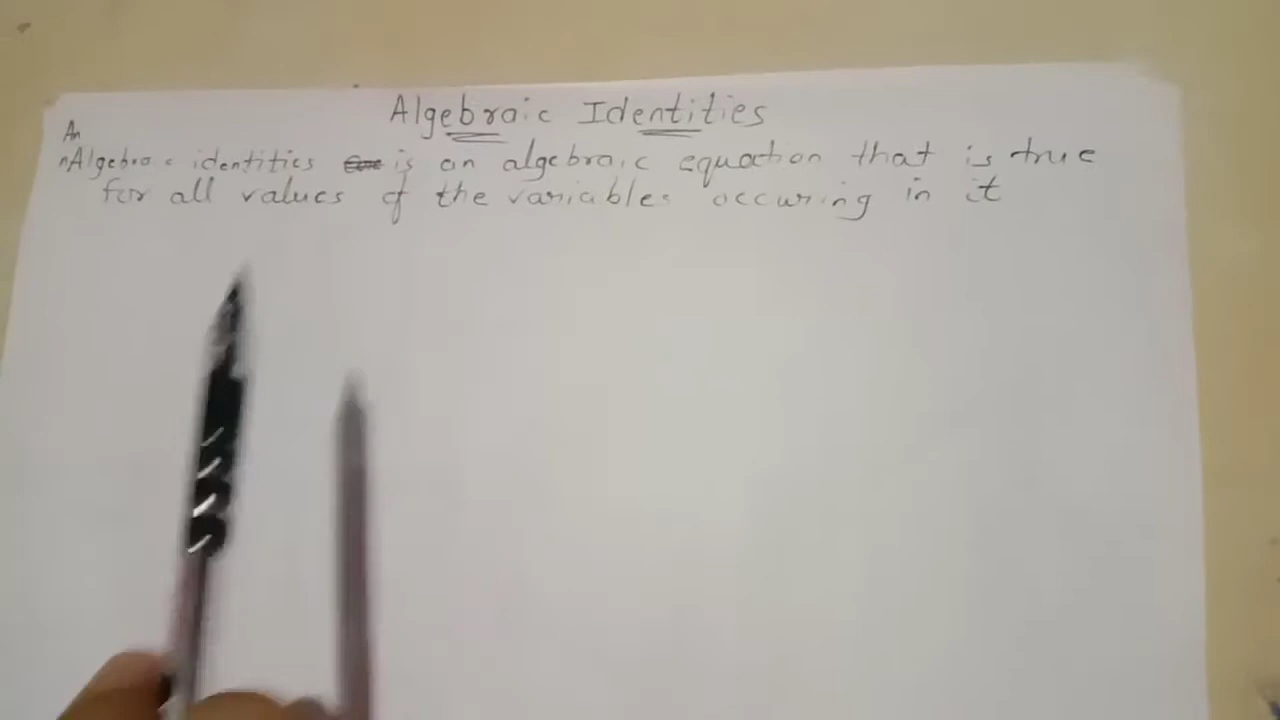 Algebraic Identities
An
Algebraic identities is an algebraic equation that is true
for all values of the variables occuring in it